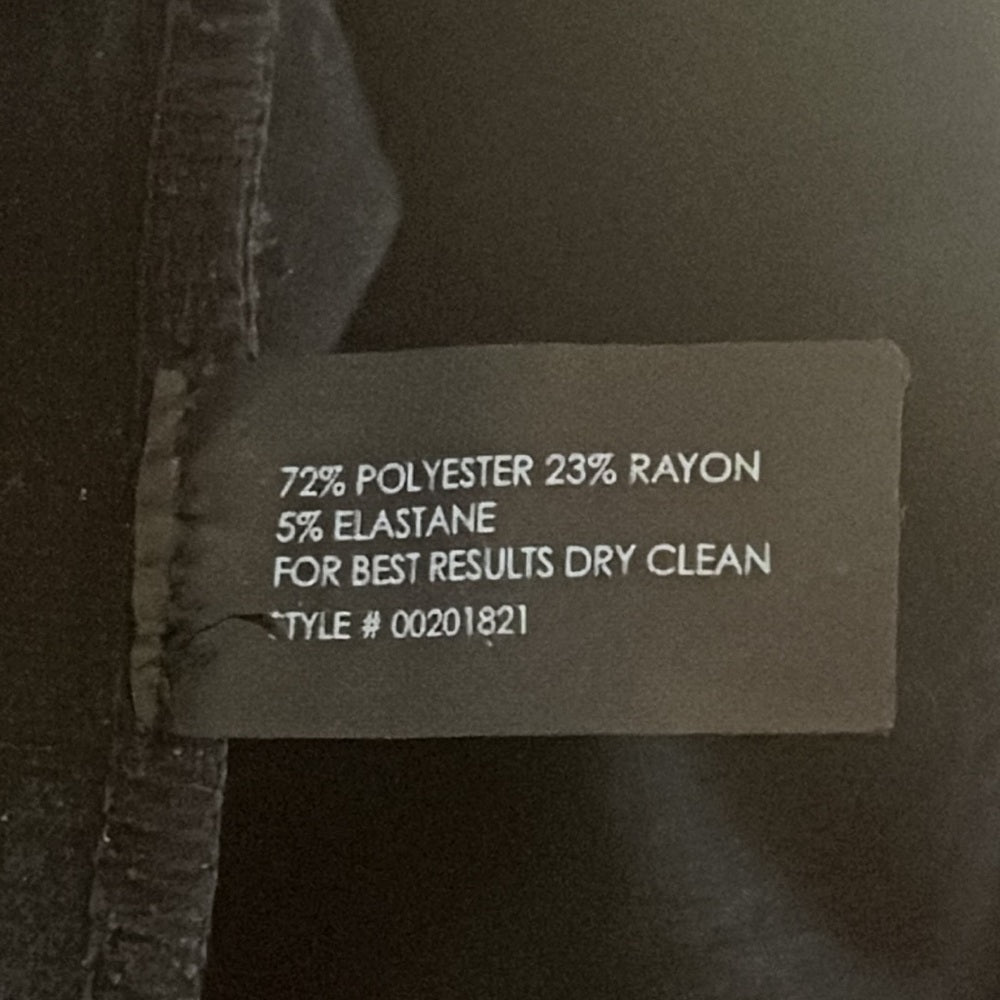 72% POLYESTER 23% RAYON
5% ELASTANE
FOR BEST RESULTS DRY CLEAN
STYLE # 00201821